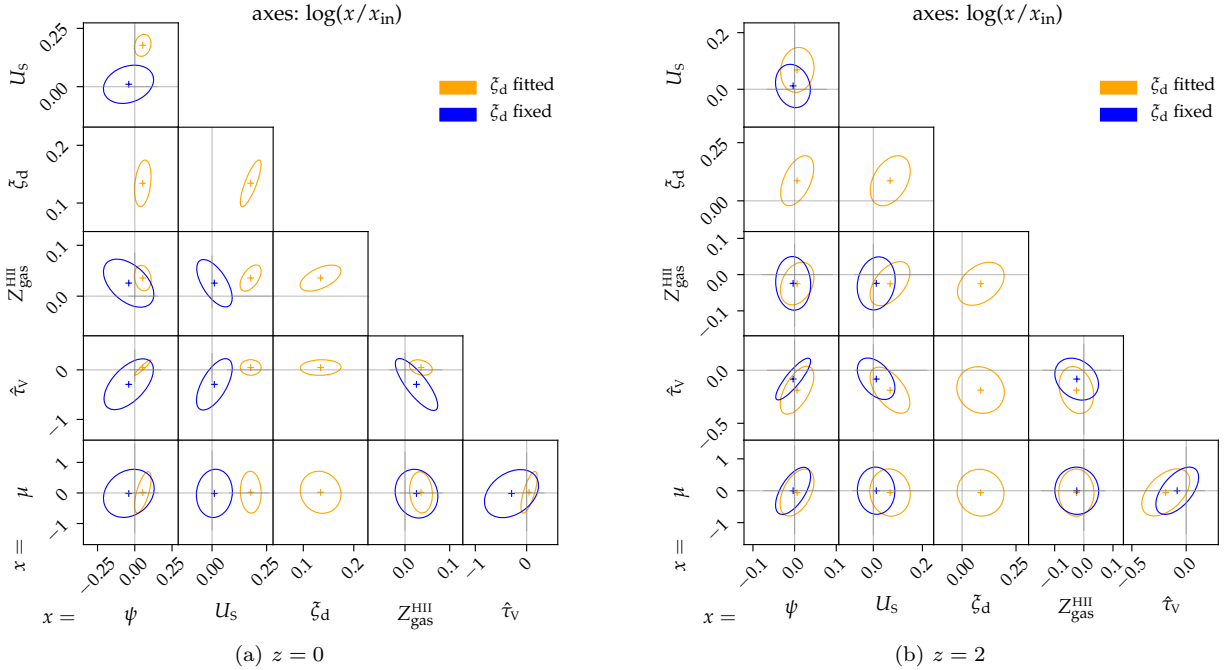 axes: log(x/x_in)
0.25
0.00
U_S
ξ_d fitted
ξ_d fixed
0.2
0.1
ξ_d
0.1
0.0
Z_gas^HII
0
−1
τ̂_V
1
0
−1
μ
x =
−0.25 0.00 0.25 0.00 0.25 0.1 0.2 0.0 0.1 −1 0
x = ψ U_S ξ_d Z_gas^HII τ̂_V
(a) z = 0
axes: log(x/x_in)
0.2
0.0
U_S
ξ_d fitted
ξ_d fixed
0.25
0.00
ξ_d
0.1
0.0
−0.1
Z_gas^HII
0.0
−0.5
τ̂_V
1
0
−1
μ
x =
−0.1 0.0 0.1 0.0 0.2 0.00 0.25 −0.1 0.0 0.1 −0.5 0.0
x = ψ U_S ξ_d Z_gas^HII τ̂_V
(b) z = 2